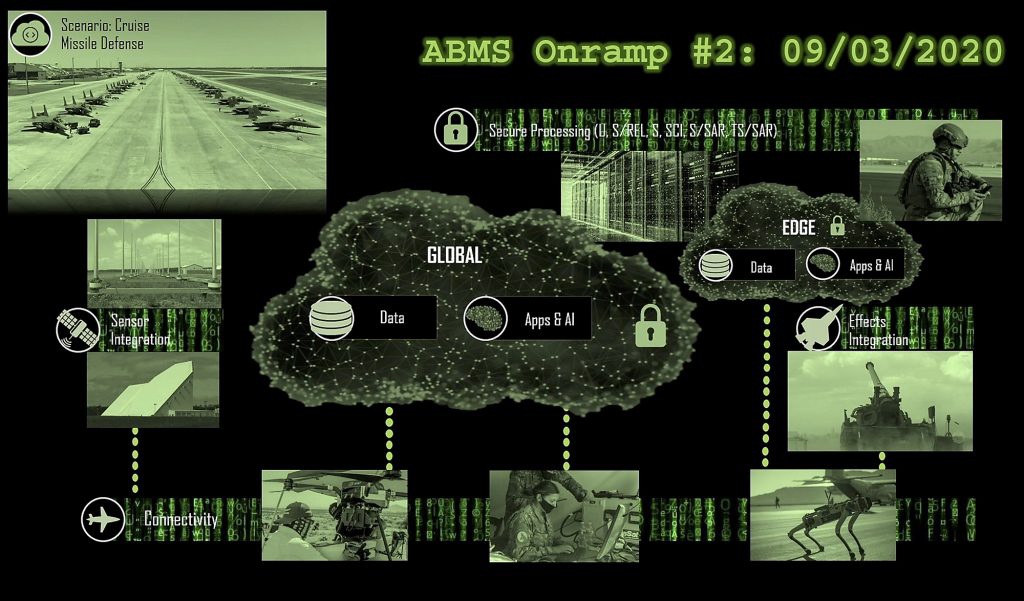 Scenario: Cruise
Missile Defense
ABMS Onramp #2: 09/03/2020
Secure Processing (U, S/REL, S, SCI, S/SAR, TS/SAR)
GLOBAL
Data
Apps & AI
EDGE
Data
Apps & AI
Sensor
Integration
Effects
Integration
Connectivity